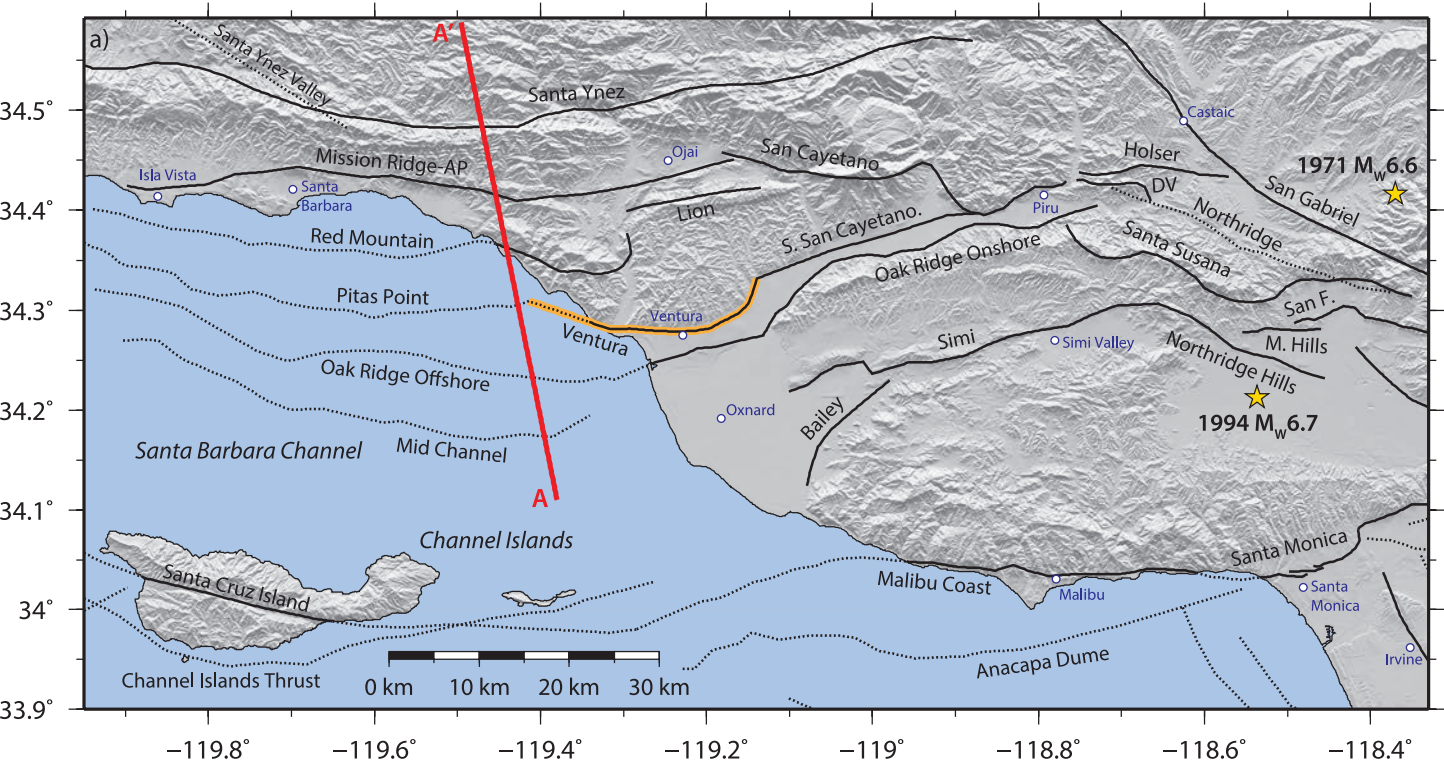 a)
A'
Santa Ynez Valley
Santa Ynez
Castaic
1971 Mw6.6
Isla Vista
Mission Ridge-AP
Ojai
San Cayetano
Holser
DV
San Gabriel
Santa
Barbara
Lion
Piru
Northridge
Red Mountain
S. San Cayetano.
Oak Ridge Onshore
Santa Susana
Pitas Point
Ventura
Ventura
San F.
M. Hills
Simi
Simi Valley
Northridge Hills
Oak Ridge Offshore
Oxnard
Bailey
1994 Mw6.7
Santa Barbara Channel
Mid Channel
A
Channel Islands
Santa Monica
Santa Cruz Island
Malibu Coast
Malibu
Santa
Monica
Anacapa Dume
Irvine
Channel Islands Thrust
0 km 10 km 20 km 30 km
34.5°
34.4°
34.3°
34.2°
34.1°
34°
33.9°
−119.8° −119.6° −119.4° −119.2° −119° −118.8° −118.6° −118.4°